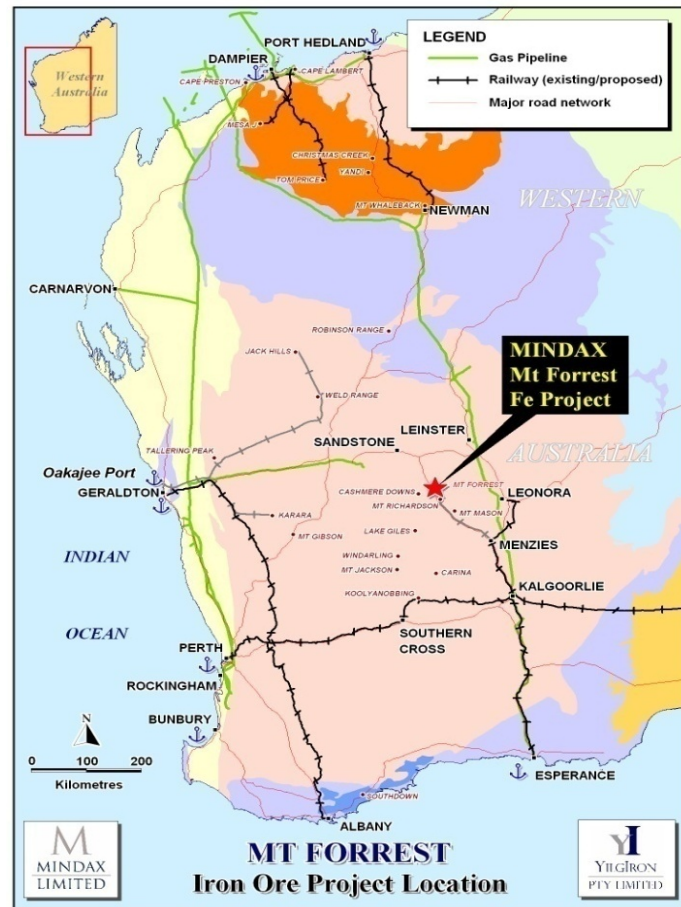 Western
Australia
PORT HEDLAND
DAMPIER
CAPE LAMBERT
CAPE PRESTON
MESA J
CHRISTMAS CREEK
YANDI
TOM PRICE
MT WHALEBACK
NEWMAN
LEGEND
Gas Pipeline
Railway (existing/proposed)
Major road network
WESTERN
CARNARVON
ROBINSON RANGE
JACK HILLS
WELD RANGE
MINDAX
Mt Forrest
Fe Project
LEINSTER
SANDSTONE
AUSTRALIA
TALLERING PEAK
Oakajee Port
GERALDTON
CASHMERE DOWNS
MT FORREST
MT RICHARDSON
LEONORA
MT MASON
KARARA
MT GIBSON
LAKE GILES
MENZIES
WINDARLING
MT JACKSON
CARINA
INDIAN
OCEAN
KOOLYANOBBING
KALGOORLIE
SOUTHERN
CROSS
PERTH
ROCKINGHAM
BUNBURY
N
0 100 200
Kilometres
ESPERANCE
SOUTHDOWN
ALBANY
M
MINDAX
LIMITED
MT FORREST
Iron Ore Project Location
YI
YILGIRON
PTY LIMITED